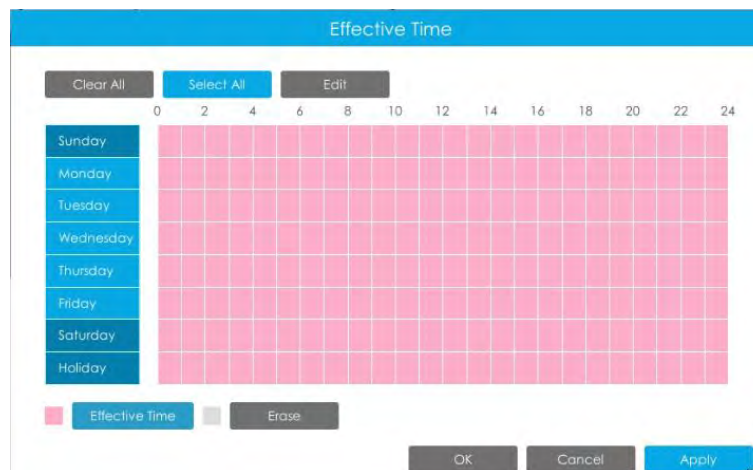 Effective Time
Clear All Select All Edit
0 2 4 6 8 10 12 14 16 18 20 22 24
Sunday
Monday
Tuesday
Wednesday
Thursday
Friday
Saturday
Holiday
Effective Time Erase
OK Cancel Apply